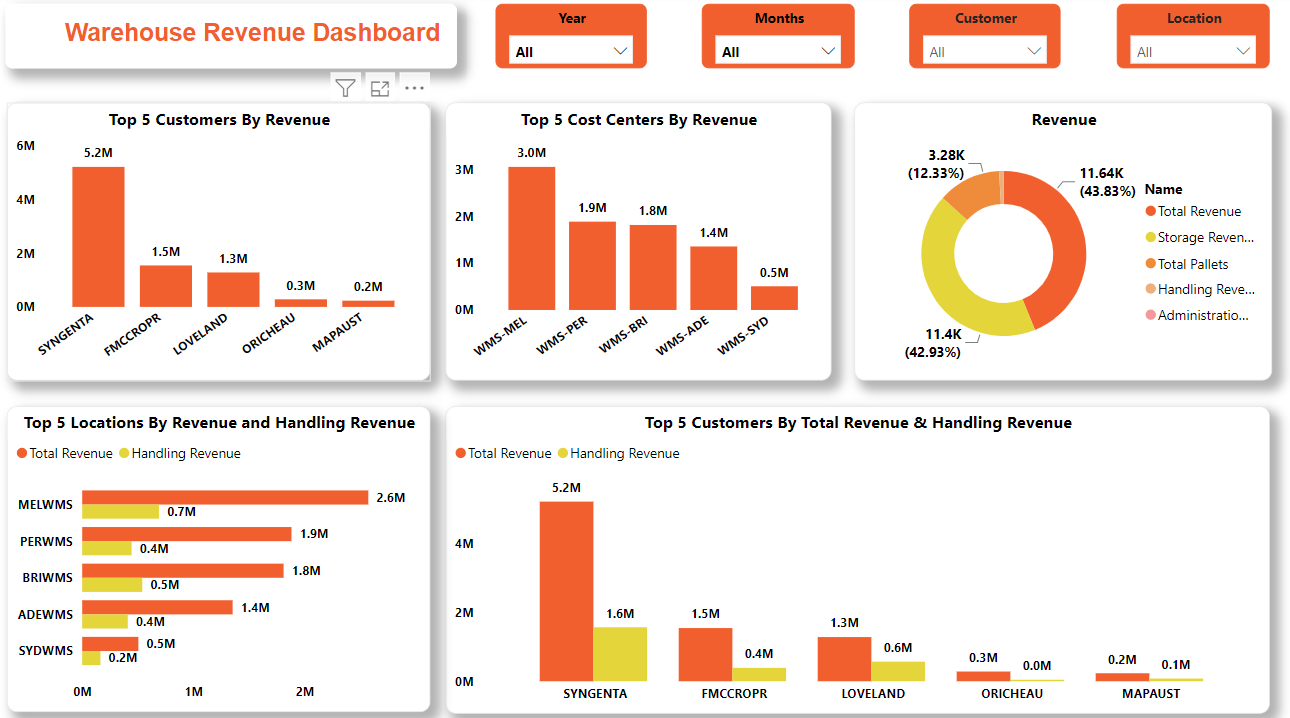 Warehouse Revenue Dashboard
Year
All
Months
All
Customer
All
Location
All
Top 5 Customers By Revenue
6M
4M
2M
0M
5.2M
1.5M
1.3M
0.3M
0.2M
SYNGENTA
FMCCROPR
LOVELAND
ORICHEAU
MAPAUST
Top 5 Cost Centers By Revenue
3M
2M
1M
0M
3.0M
1.9M
1.8M
1.4M
0.5M
WMS-MEL
WMS-PER
WMS-BRI
WMS-ADE
WMS-SYD
Revenue
3.28K
(12.33%)
11.64K
(43.83%)
11.4K
(42.93%)
Name
Total Revenue
Storage Reven...
Total Pallets
Handling Reve...
Administratio...
Top 5 Locations By Revenue and Handling Revenue
Total Revenue Handling Revenue
MELWMS 2.6M
0.7M
PERWMS 1.9M
0.4M
BRIWMS 1.8M
0.5M
ADEWMS 1.4M
0.4M
SYDWMS 0.5M
0.2M
0M 1M 2M
Top 5 Customers By Total Revenue & Handling Revenue
Total Revenue Handling Revenue
4M
2M
0M
5.2M 1.6M
1.5M 0.4M
1.3M 0.6M
0.3M 0.0M
0.2M 0.1M
SYNGENTA FMCCROPR LOVELAND ORICHEAU MAPAUST